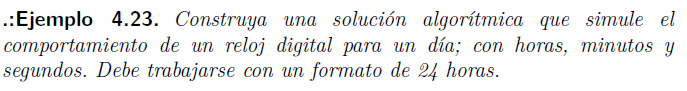 .:Ejemplo 4.23. Construya una solución algorítmica que simule el
comportamiento de un reloj digital para un día; con horas, minutos y
segundos. Debe trabajarse con un formato de 24 horas.